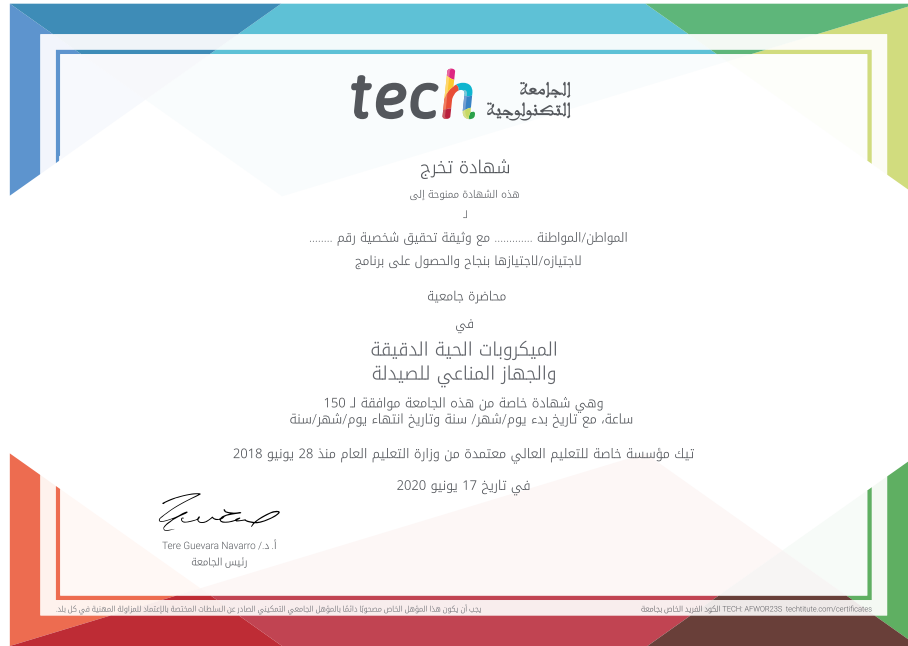 tech الجامعة
التكنولوجية
شهادة تخرج
هذه الشهادة ممنوحة إلى
لـ
المواطن/المواطنة ............ مع وثيقة تحقيق شخصية رقم ........
لاجتيازه/لاجتيازها بنجاح والحصول على برنامج
محاضرة جامعية
في
الميكروبات الحية الدقيقة
والجهاز المناعي للصيدلة
وهي شهادة خاصة من هذه الجامعة موافقة لـ 150
ساعة، مع تاريخ بدء يوم/شهر/ سنة وتاريخ انتهاء يوم/شهر/سنة
تيك مؤسسة خاصة للتعليم العالي معتمدة من وزارة التعليم العام منذ 28 يونيو 2018
في تاريخ 17 يونيو 2020
أ. د./ Tere Guevara Navarro
رئيس الجامعة
يجب أن يكون هذا المؤهل الخاص مصحوبًا دائمًا بالمؤهل الجامعي التمكيني الصادر عن السلطات المختصة بالإعتماد للمزاولة المهنية في كل بلد.
الكود الفريد الخاص بجامعة TECH: AFWOR23S techtitute.com/certificates